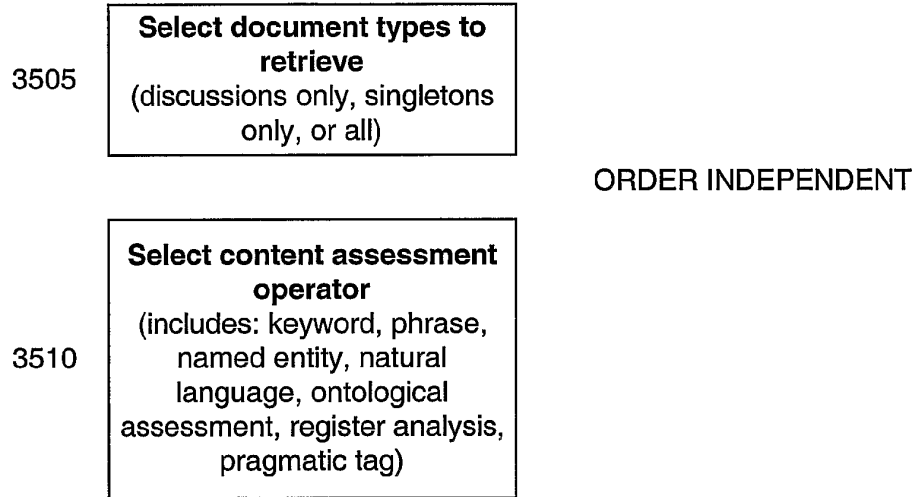 Select document types to
retrieve
3505
(discussions only, singletons
only, or all)
ORDER INDEPENDENT
Select content assessment
operator
(includes: keyword, phrase,
3510
named entity, natural
language, ontological
assessment, register analysis,
pragmatic tag)